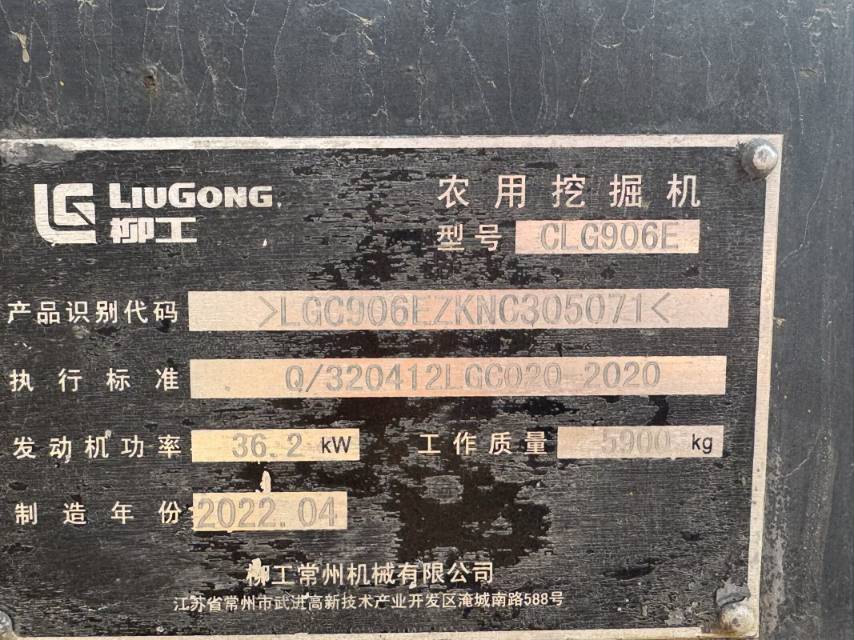 LIUGONG
柳工
农用挖掘机
型号 CLG906E
产品识别代码 >LGC906EZKNC305071<
执行标准 Q/320412LGC020-2020
发动机功率 36.2 kW 工作质量 5900 kg
制造年份 2022.04
柳工常州机械有限公司
江苏省常州市武进高新技术产业开发区淹城南路588号